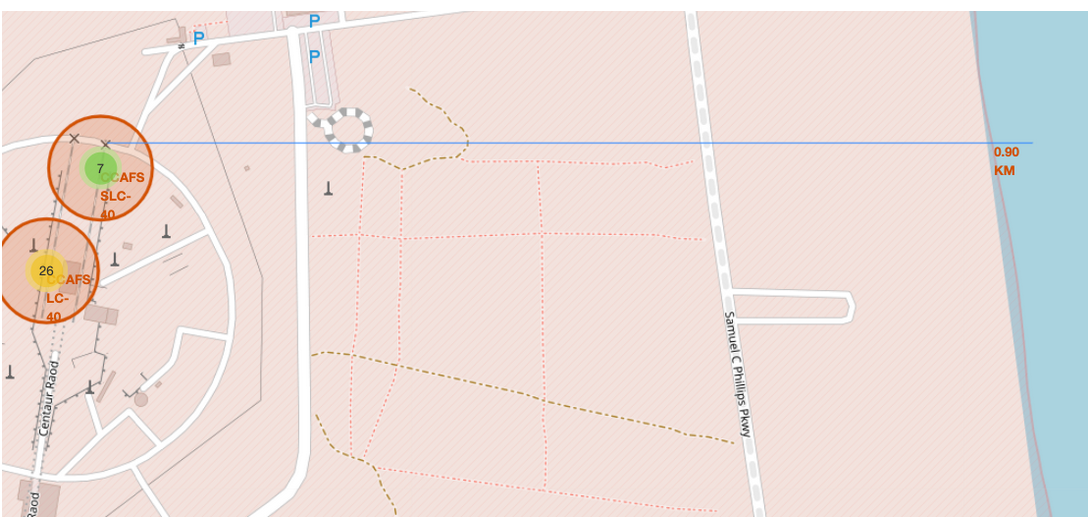 P
P
P
0.90
KM
7
CCAFS
SLC-
40
26
CCAFS
LC-
40
Samuel C Phillips Pkwy
Centaur Raod
Raod